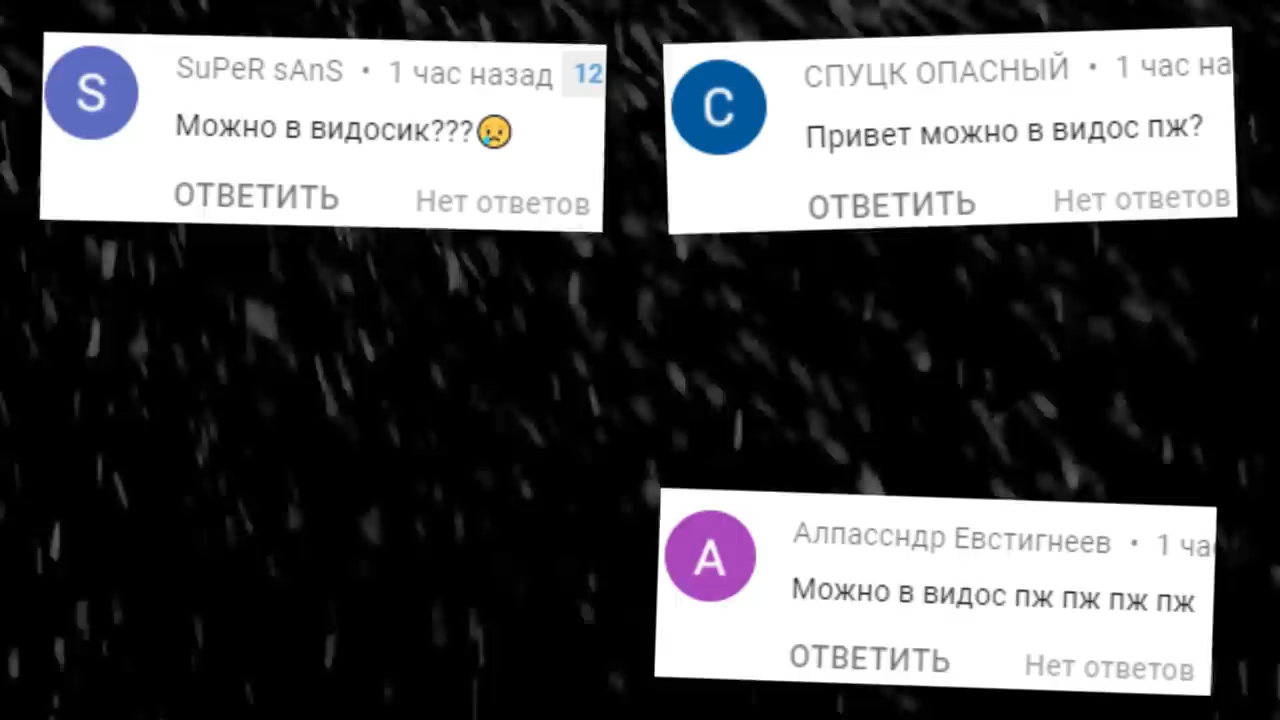 S
SuPeR sAnS • 1 час назад 12
Можно в видосик???😥
ОТВЕТИТЬ Нет ответов
С
СПУЦК ОПАСНЫЙ • 1 час на
Привет можно в видос пж?
ОТВЕТИТЬ Нет ответов
А
Алпасснdр Евстигнеев • 1 ча
Можно в видос пж пж пж пж
ОТВЕТИТЬ Нет ответов